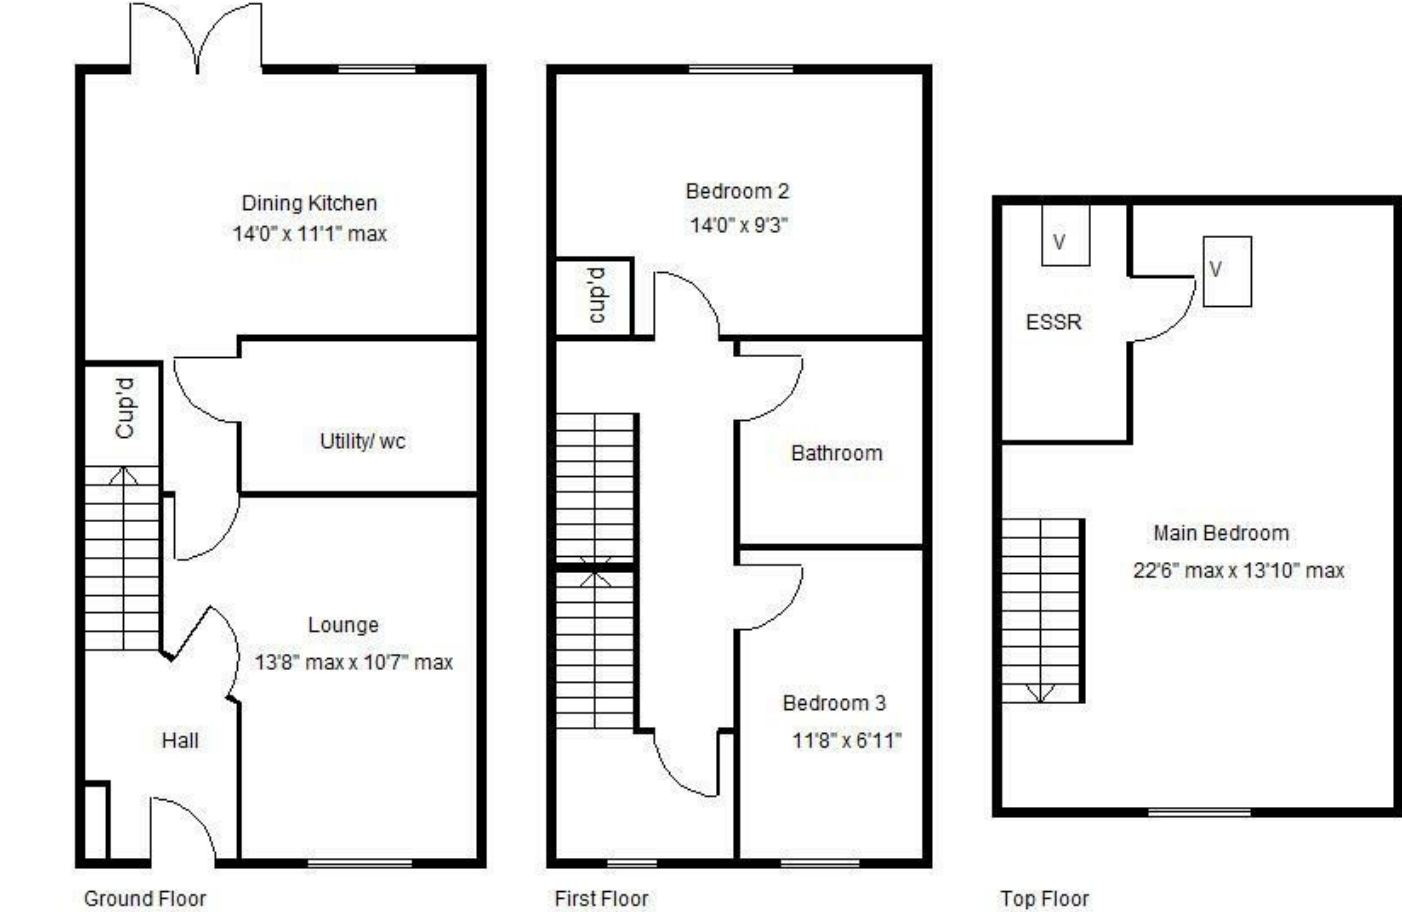 Dining Kitchen
14'0" x 11'1" max
Cup'd
Utility/ wc
Lounge
13'8" max x 10'7" max
Hall
Ground Floor
Bedroom 2
14'0" x 9'3"
cup'd
Bathroom
Bedroom 3
11'8" x 6'11"
First Floor
V
V
ESSR
Main Bedroom
22'6" max x 13'10" max
Top Floor